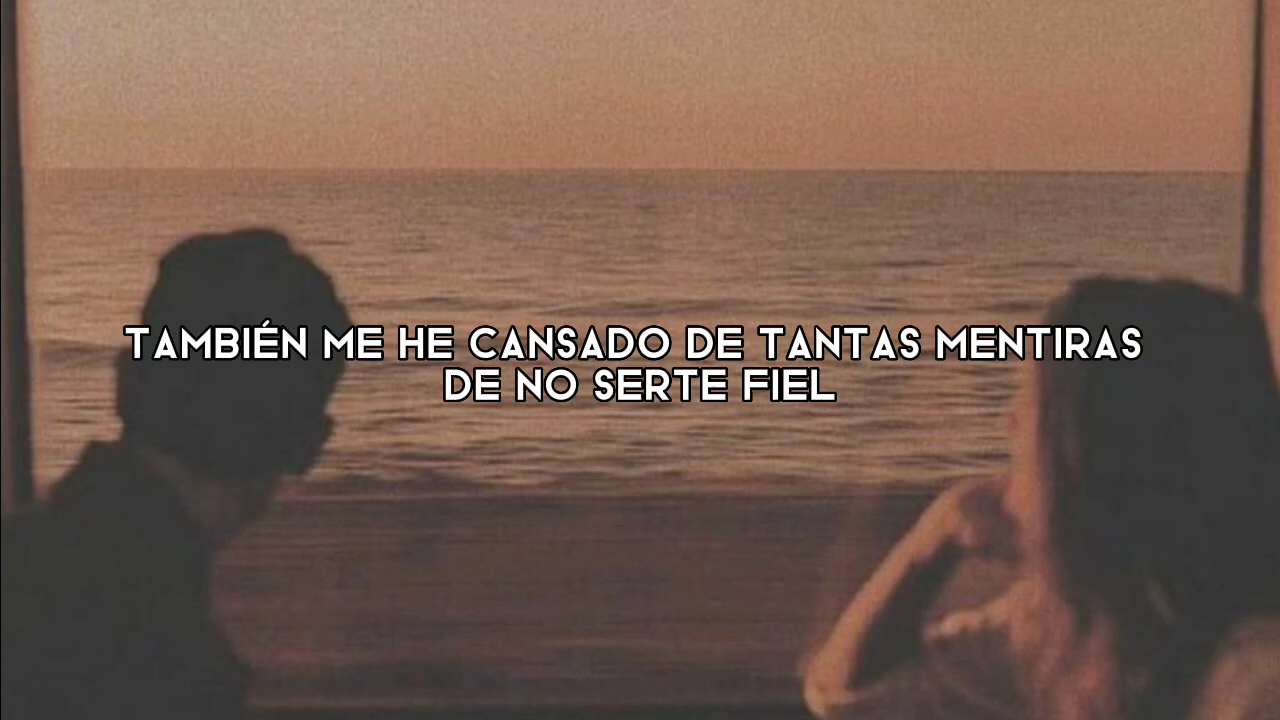 TAMBIÉN ME HE CANSADO DE TANTAS MENTIRAS
DE NO SERTE FIEL